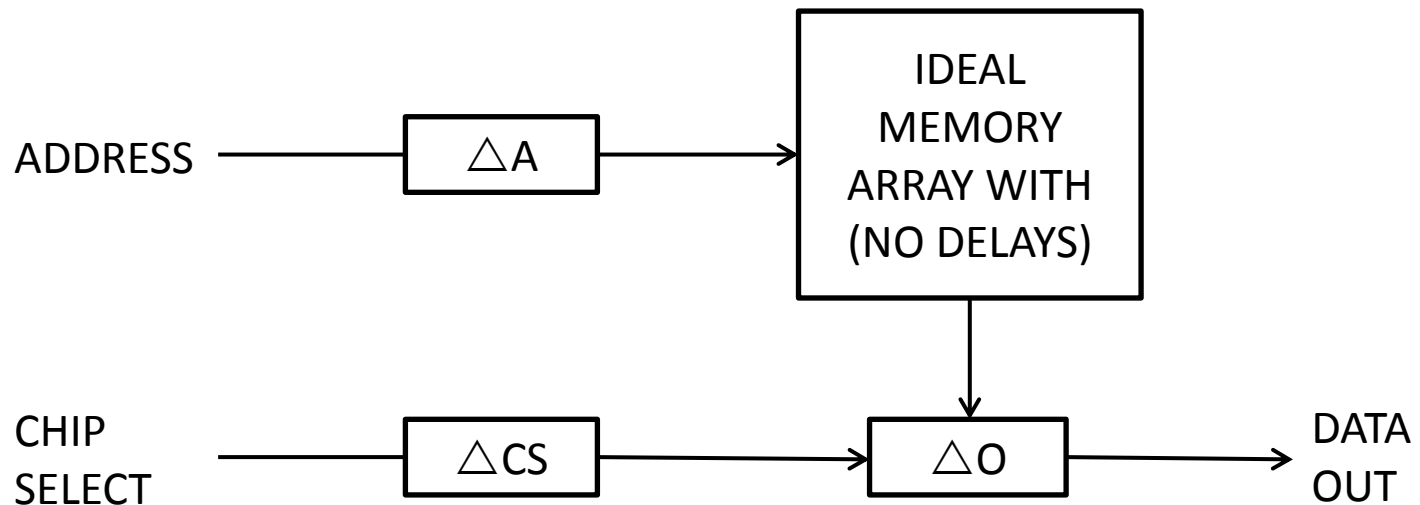 IDEAL
MEMORY
ARRAY WITH
(NO DELAYS)
ADDRESS
△A
CHIP
SELECT
△CS
△O
DATA
OUT